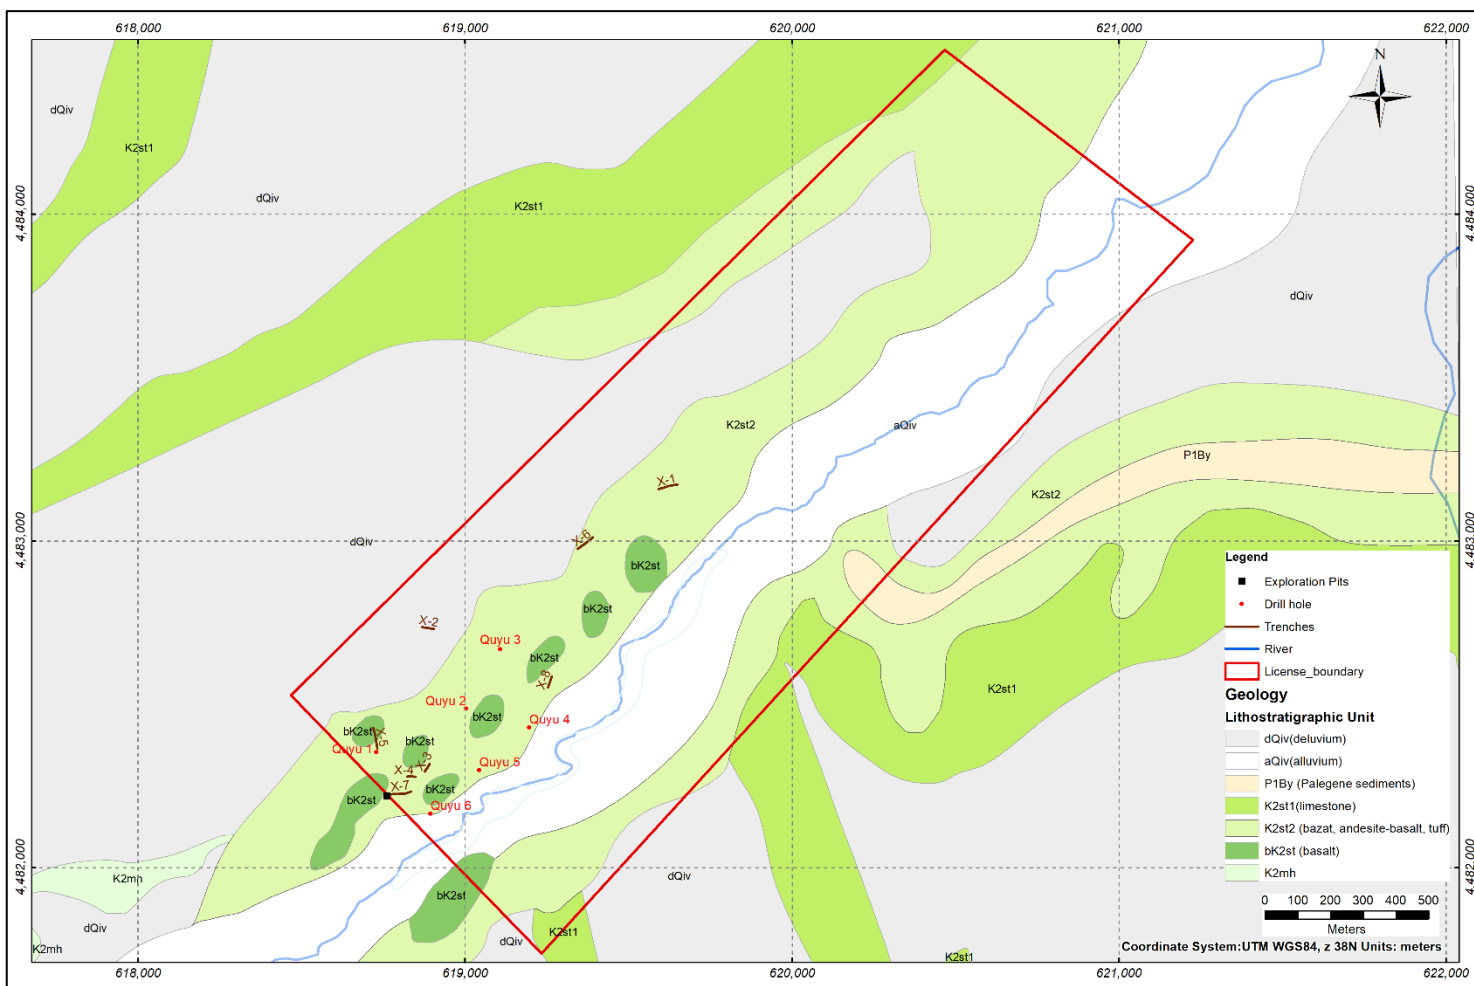 618,000 619,000 620,000 621,000 622,000
N
dQiv
K2st1
dQiv
K2st1
4,484,000
4,484,000
dQiv
K2st2
aQiv
P1By
K2st2
X-1
X-6
4,483,000
4,483,000
dQiv
bK2st
bK2st
X-2
Quyu 3
bK2st
X-8
K2st1
Quyu 2
bK2st
Quyu 4
bK2st
X-5
Quyu 1
bK2st
X-3
X-4
Quyu 5
X-7
bK2st
bK2st
Quyu 6
4,482,000
4,482,000
K2mh
dQiv
bK2st
dQiv
K2st1
dQiv
K2mh
K2st1
Legend
Exploration Pits
Drill hole
Trenches
River
License_boundary
Geology
Lithostratigraphic Unit
dQiv(deluvium)
aQiv(alluvium)
P1By (Palegene sediments)
K2st1(limestone)
K2st2 (bazat, andesite-basalt, tuff)
bK2st (basalt)
K2mh
0 100 200 300 400 500
Meters
Coordinate System:UTM WGS84, z 38N Units: meters
618,000 619,000 620,000 621,000 622,000